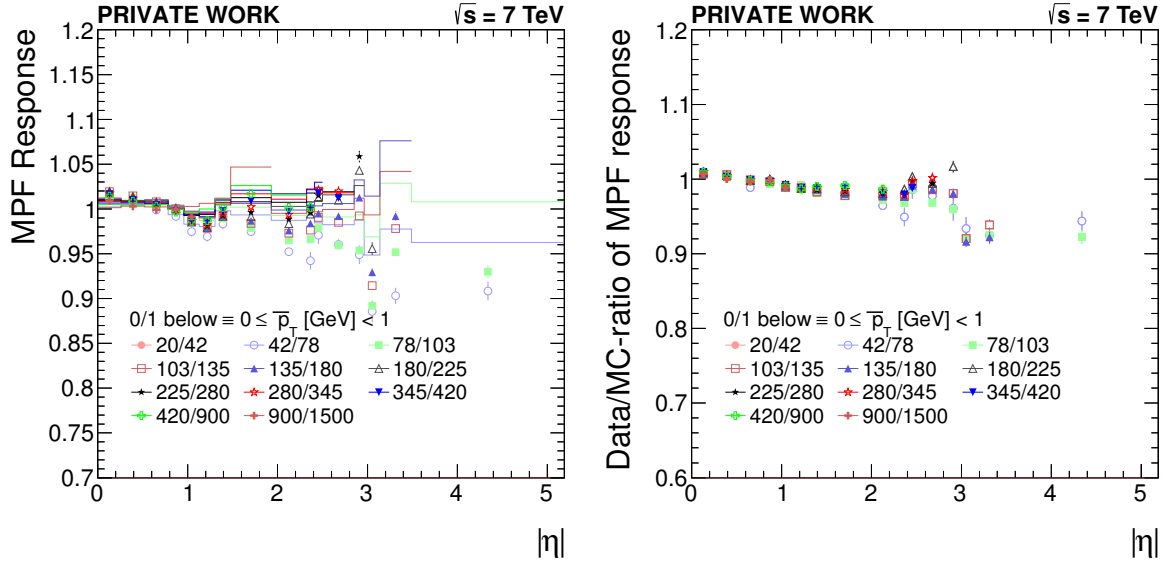 PRIVATE WORK
√s = 7 TeV
MPF Response
1.2
1.15
1.1
1.05
1
0.95
0.9
0.85
0.8
0.75
0.7
0/1 below ≡ 0 ≤ p̅_T [GeV] < 1
20/42 42/78 78/103
103/135 135/180 180/225
225/280 280/345 345/420
420/900 900/1500
0 1 2 3 4 5
|η|
PRIVATE WORK
√s = 7 TeV
Data/MC-ratio of MPF response
1.2
1.1
1
0.9
0.8
0.7
0.6
0/1 below ≡ 0 ≤ p̅_T [GeV] < 1
20/42 42/78 78/103
103/135 135/180 180/225
225/280 280/345 345/420
420/900 900/1500
0 1 2 3 4 5
|η|